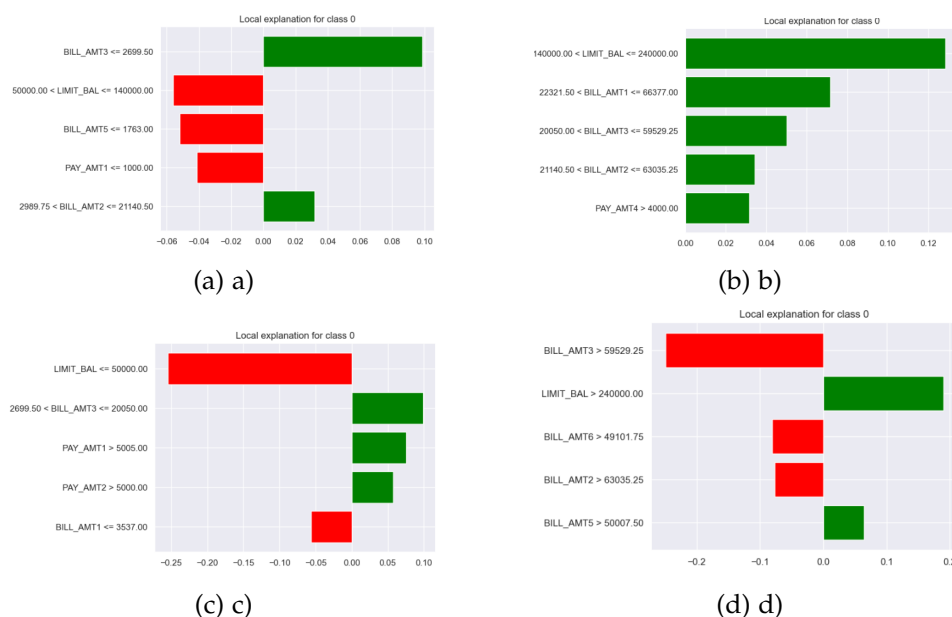 Local explanation for class 0
BILL_AMT3 <= 2699.50
50000.00 < LIMIT_BAL <= 140000.00
BILL_AMT5 <= 1763.00
PAY_AMT1 <= 1000.00
2989.75 < BILL_AMT2 <= 21140.50
−0.06 −0.04 −0.02 0.00 0.02 0.04 0.06 0.08 0.10
(a) a)
Local explanation for class 0
140000.00 < LIMIT_BAL <= 240000.00
22321.50 < BILL_AMT1 <= 66377.00
20050.00 < BILL_AMT3 <= 59529.25
21140.50 < BILL_AMT2 <= 63035.25
PAY_AMT4 > 4000.00
0.00 0.02 0.04 0.06 0.08 0.10 0.12
(b) b)
Local explanation for class 0
LIMIT_BAL <= 50000.00
2699.50 < BILL_AMT3 <= 20050.00
PAY_AMT1 > 5005.00
PAY_AMT2 > 5000.00
BILL_AMT1 <= 3537.00
−0.25 −0.20 −0.15 −0.10 −0.05 0.00 0.05 0.10
(c) c)
Local explanation for class 0
BILL_AMT3 > 59529.25
LIMIT_BAL > 240000.00
BILL_AMT6 > 49101.75
BILL_AMT2 > 63035.25
BILL_AMT5 > 50007.50
−0.2 −0.1 0.0 0.1
(d) d)